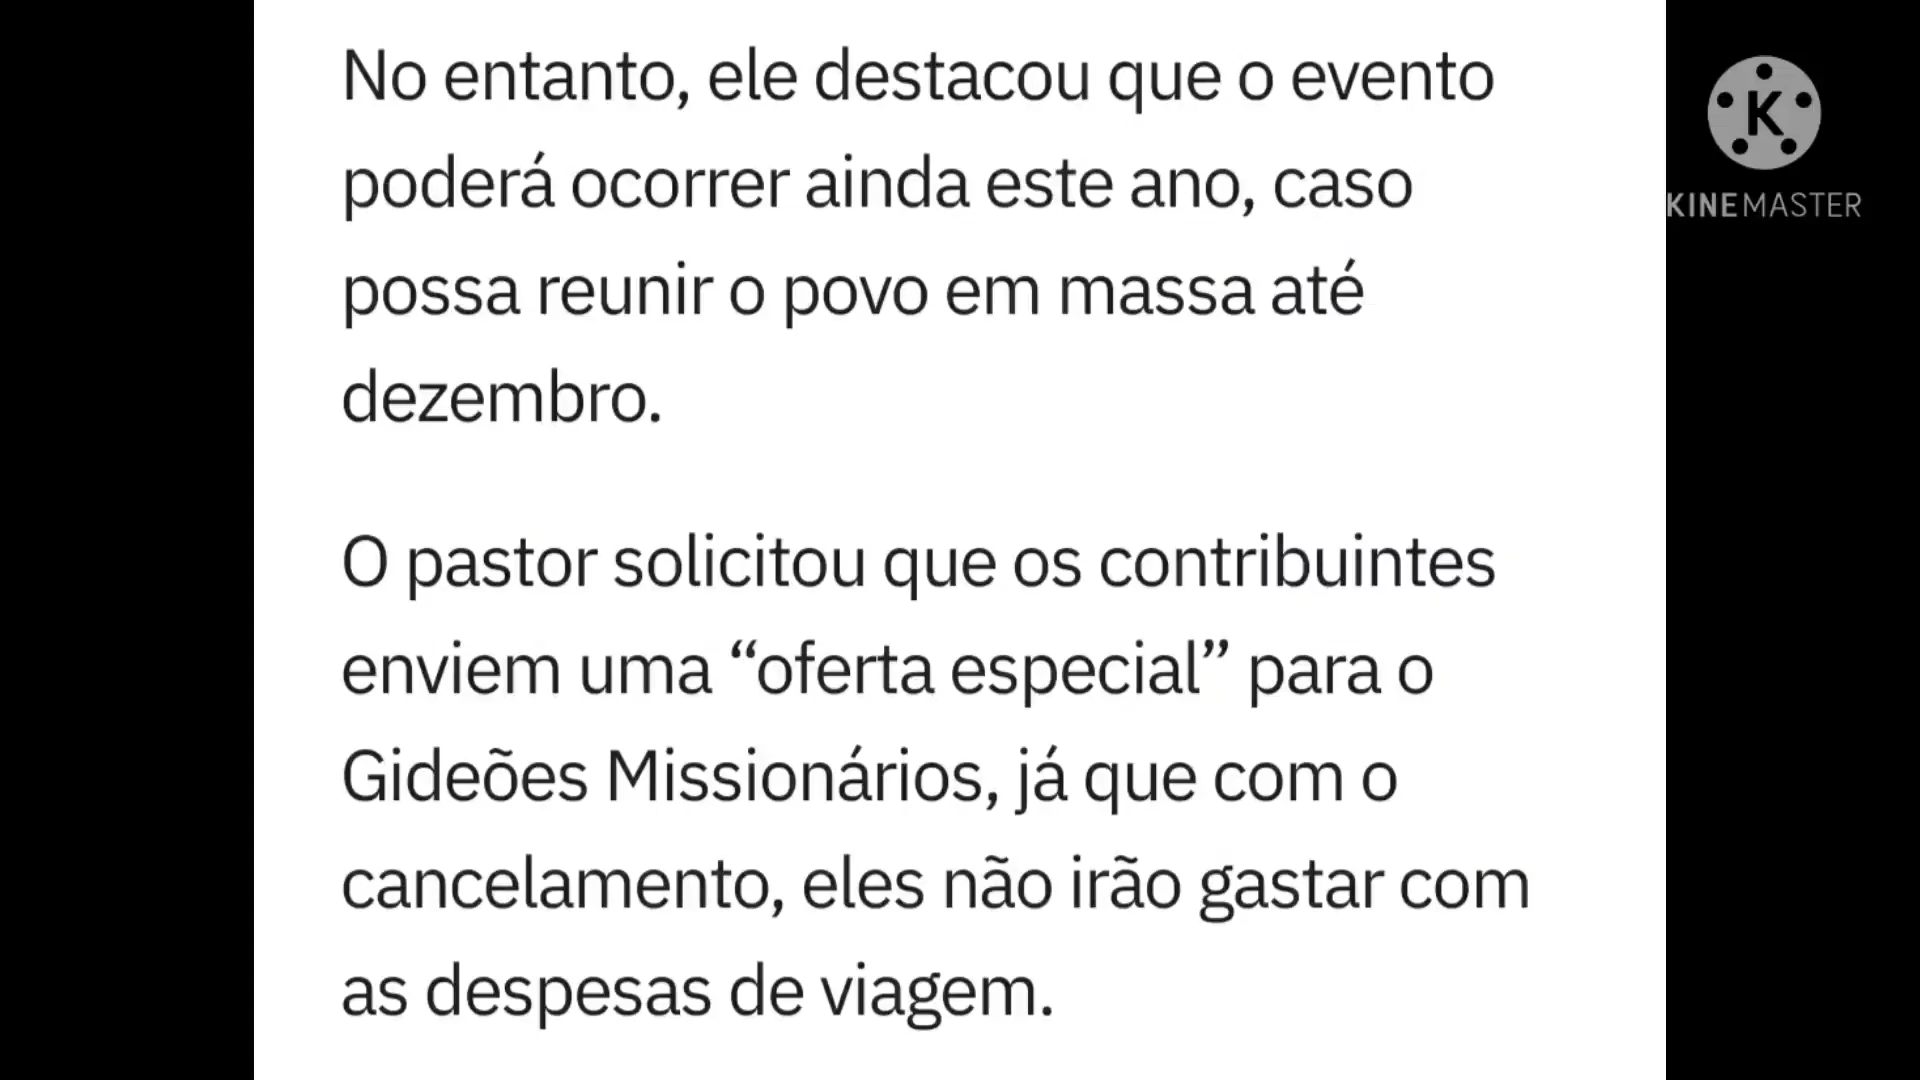 No entanto, ele destacou que o evento
poderá ocorrer ainda este ano, caso
possa reunir o povo em massa até
dezembro.
O pastor solicitou que os contribuintes
enviem uma “oferta especial” para o
Gideões Missionários, já que com o
cancelamento, eles não irão gastar com
as despesas de viagem.
K
KINEMASTER